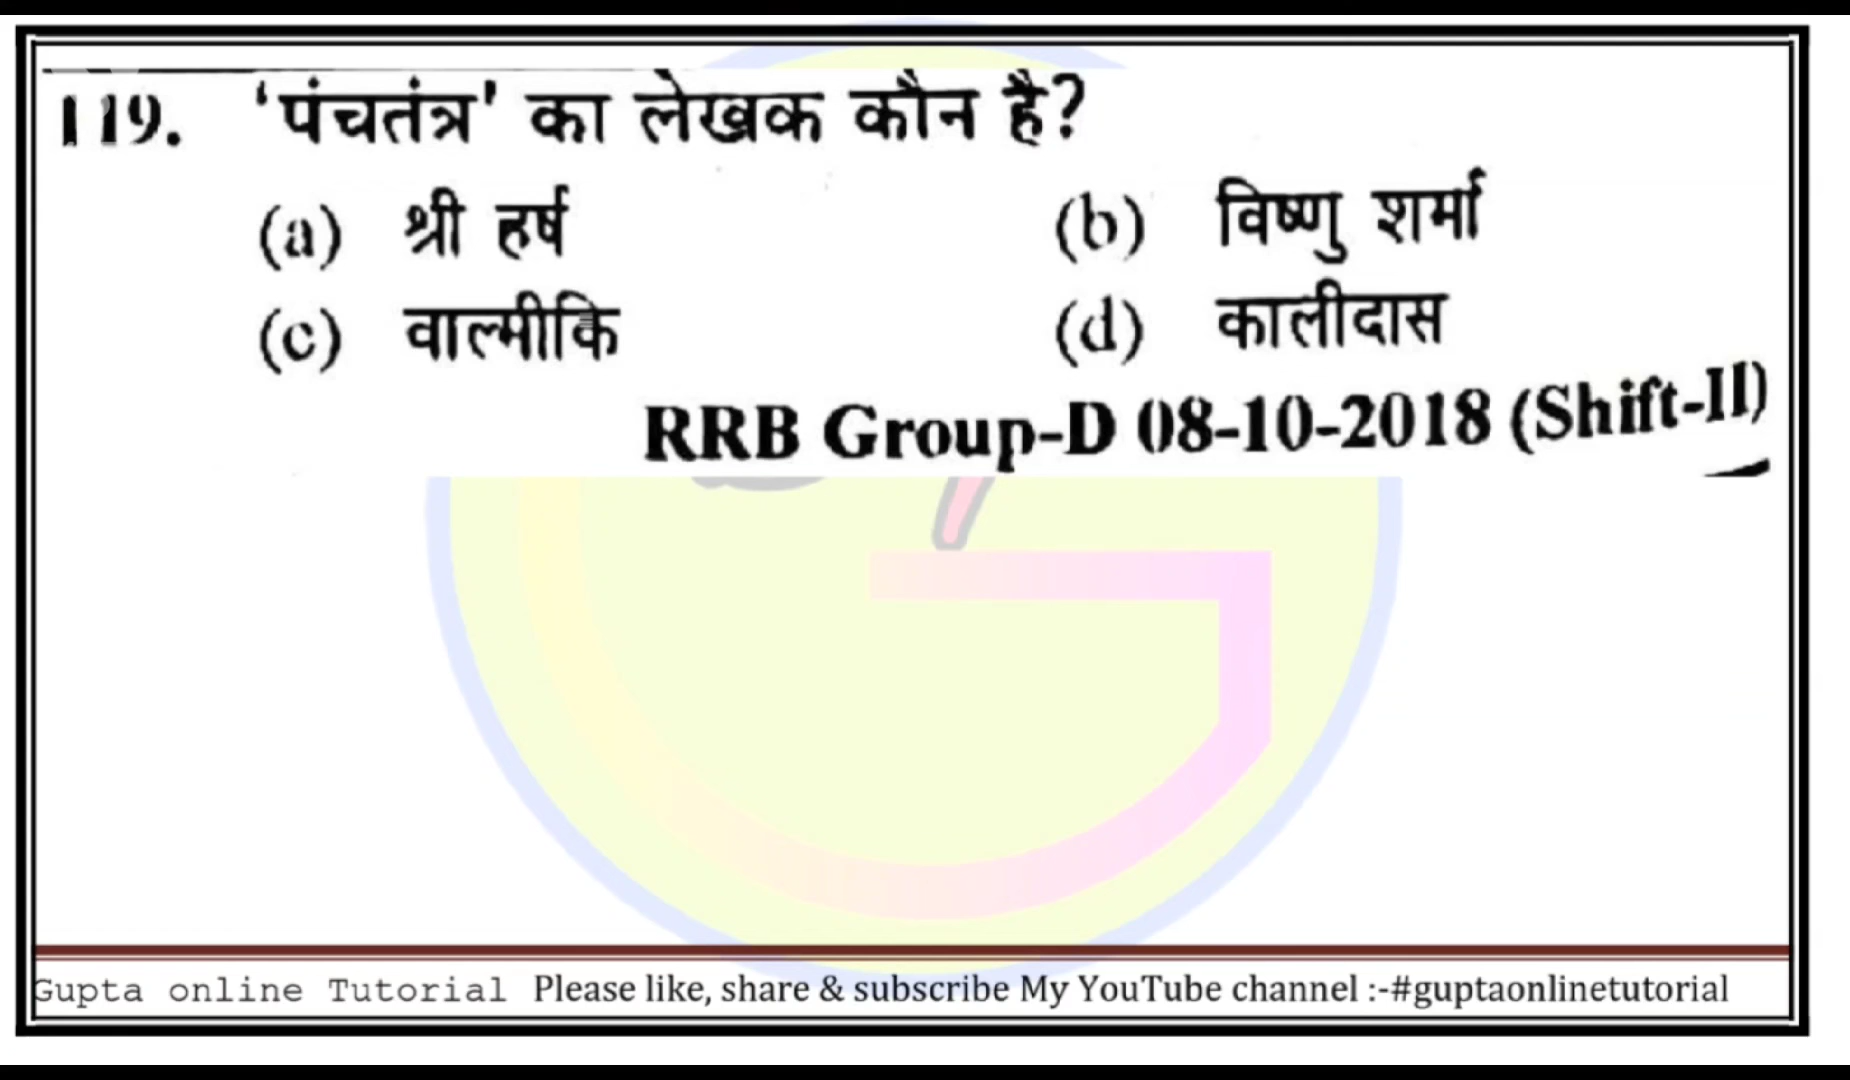 119. 'पंचतंत्र' का लेखक कौन है?
(a) श्री हर्ष (b) विष्णु शर्मा
(c) वाल्मीकि (d) कालीदास
RRB Group-D 08-10-2018 (Shift-II)
Gupta online Tutorial Please like, share & subscribe My YouTube channel :-#guptaonlinetutorial